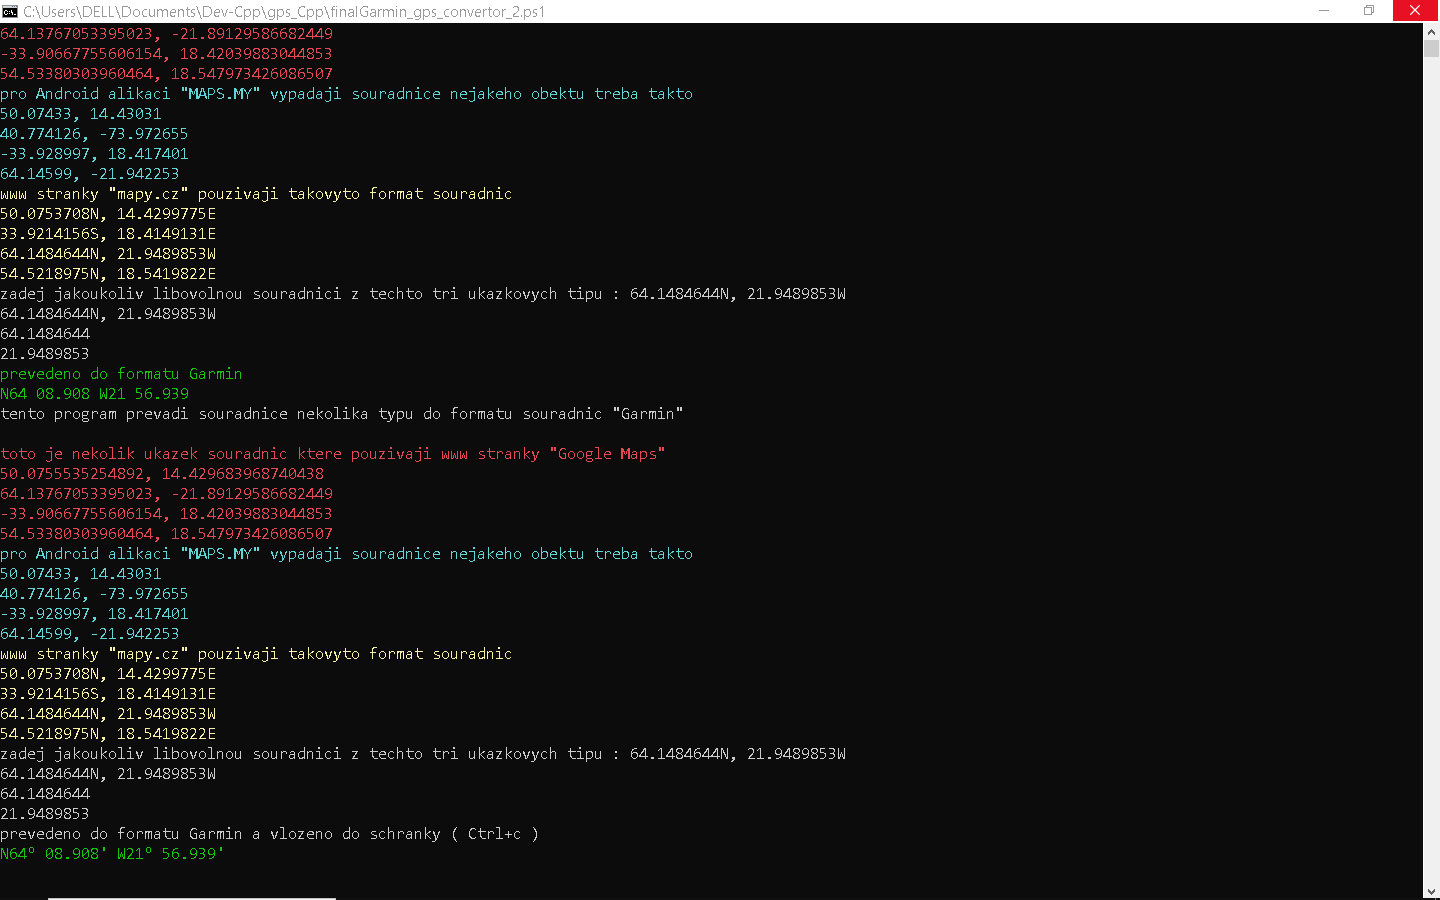 C:\Users\DELL\Documents\Dev-Cpp\gps_Cpp\finalGarmin_gps_convertor_2.ps1
64.13767053395023, -21.89129586682449
-33.90667755606154, 18.42039883044853
54.53380303960464, 18.547973426086507
pro Android alikaci "MAPS.MY" vypadaji souradnice nejakeho obektu treba takto
50.07433, 14.43031
40.774126, -73.972655
-33.928997, 18.417401
64.14599, -21.942253
www stranky "mapy.cz" pouzivaji takovyto format souradnic
50.0753708N, 14.4299775E
33.9214156S, 18.4149131E
64.1484644N, 21.9489853W
54.5218975N, 18.5419822E
zadej jakoukoliv libovolnou souradnici z techto tri ukazkovych tipu : 64.1484644N, 21.9489853W
64.1484644N, 21.9489853W
64.1484644
21.9489853
prevedeno do formatu Garmin
N64 08.908 W21 56.939
tento program prevadi souradnice nekolika typu do formatu souradnic "Garmin"
toto je nekolik ukazek souradnic ktere pouzivaji www stranky "Google Maps"
50.0755535254892, 14.429683968740438
64.13767053395023, -21.89129586682449
-33.90667755606154, 18.42039883044853
54.53380303960464, 18.547973426086507
pro Android alikaci "MAPS.MY" vypadaji souradnice nejakeho obektu treba takto
50.07433, 14.43031
40.774126, -73.972655
-33.928997, 18.417401
64.14599, -21.942253
www stranky "mapy.cz" pouzivaji takovyto format souradnic
50.0753708N, 14.4299775E
33.9214156S, 18.4149131E
64.1484644N, 21.9489853W
54.5218975N, 18.5419822E
zadej jakoukoliv libovolnou souradnici z techto tri ukazkovych tipu : 64.1484644N, 21.9489853W
64.1484644N, 21.9489853W
64.1484644
21.9489853
prevedeno do formatu Garmin a vlozeno do schranky ( Ctrl+c )
N64º 08.908' W21º 56.939'